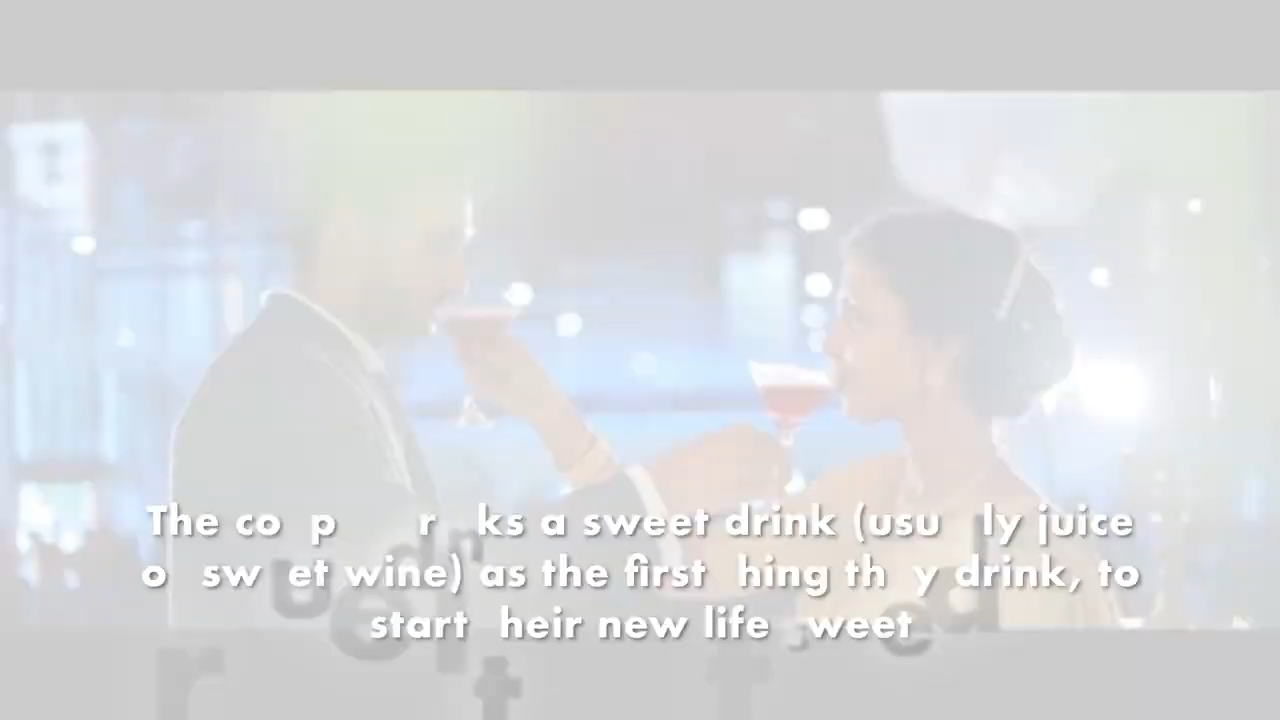 The co p r ks a sweet drink (usu ly juice
o sw et wine) as the first hing th y drink, to
start heir new life weet